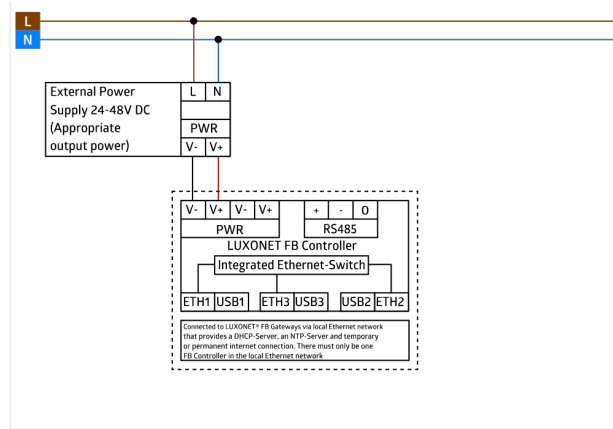 L
N
External Power
Supply 24-48V DC
(Appropriate
output power)
L N
PWR
V- V+
V- V+ V- V+
PWR
+ - 0
RS485
LUXONET FB Controller
Integrated Ethernet-Switch
ETH1 USB1 ETH3 USB3 USB2 ETH2
Connected to LUXONET® FB Gateways via local Ethernet network
that provides a DHCP-Server, an NTP-Server and temporary
or permanent internet connection. There must only be one
FB Controller in the local Ethernet network